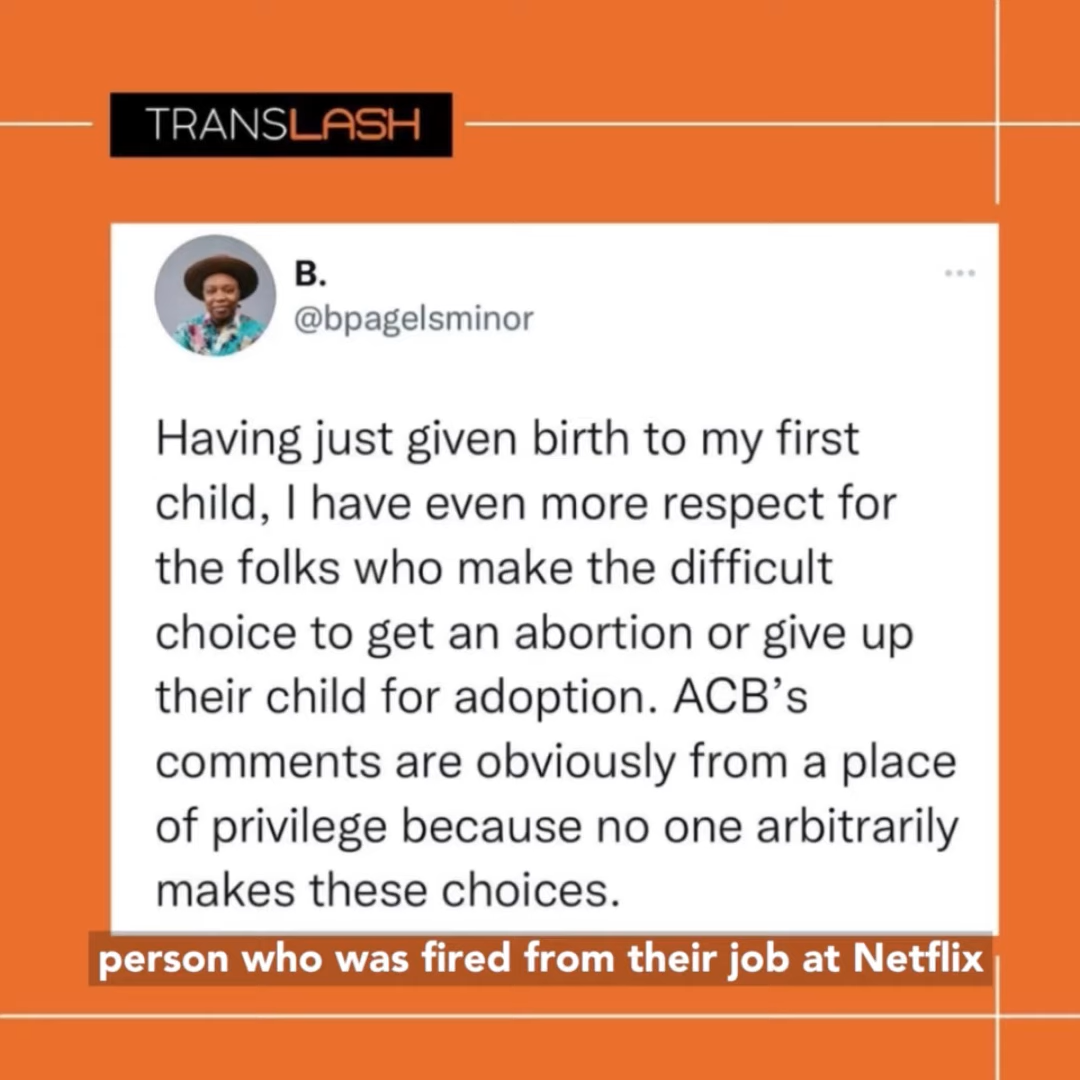 TRANSLASH
B.
@bpagelsminor
Having just given birth to my first
child, I have even more respect for
the folks who make the difficult
choice to get an abortion or give up
their child for adoption. ACB’s
comments are obviously from a place
of privilege because no one arbitrarily
makes these choices.
person who was fired from their job at Netflix